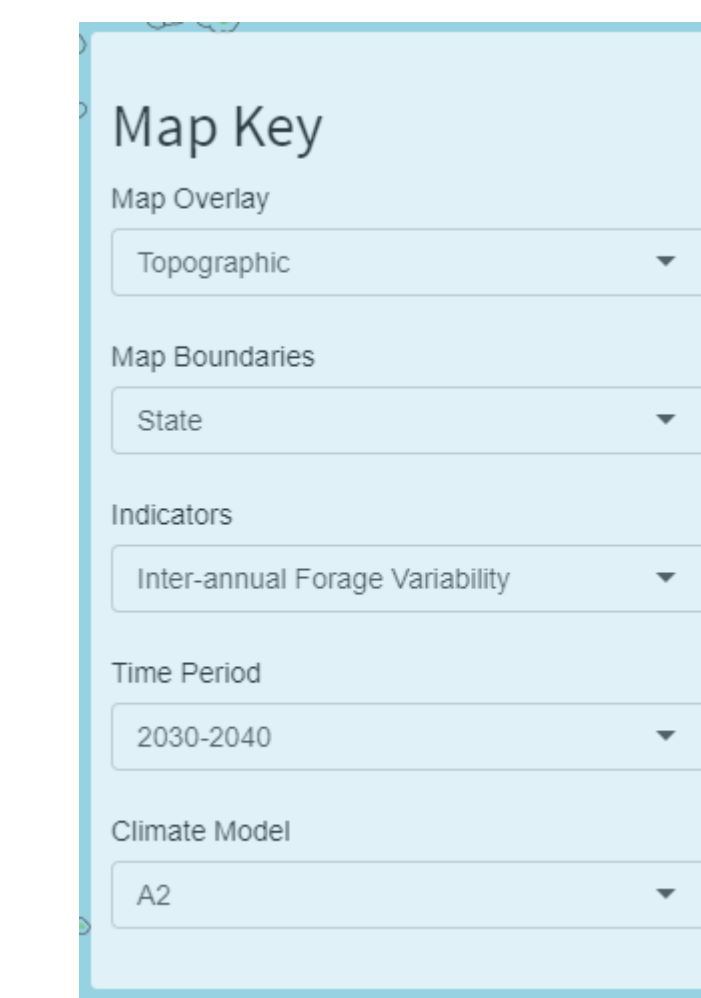 Map Key
Map Overlay
Topographic
Map Boundaries
State
Indicators
Inter-annual Forage Variability
Time Period
2030-2040
Climate Model
A2